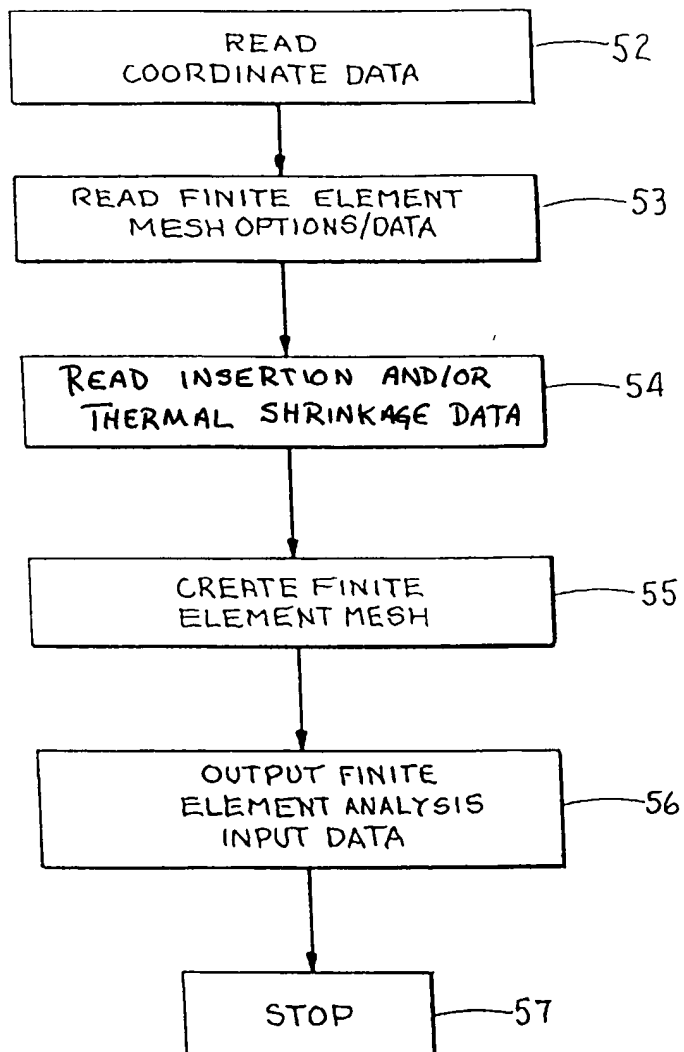 READ
COORDINATE DATA
52
READ FINITE ELEMENT
MESH OPTIONS/DATA
53
READ INSERTION AND/OR
THERMAL SHRINKAGE DATA
54
CREATE FINITE
ELEMENT MESH
55
OUTPUT FINITE
ELEMENT ANALYSIS
INPUT DATA
56
STOP
57